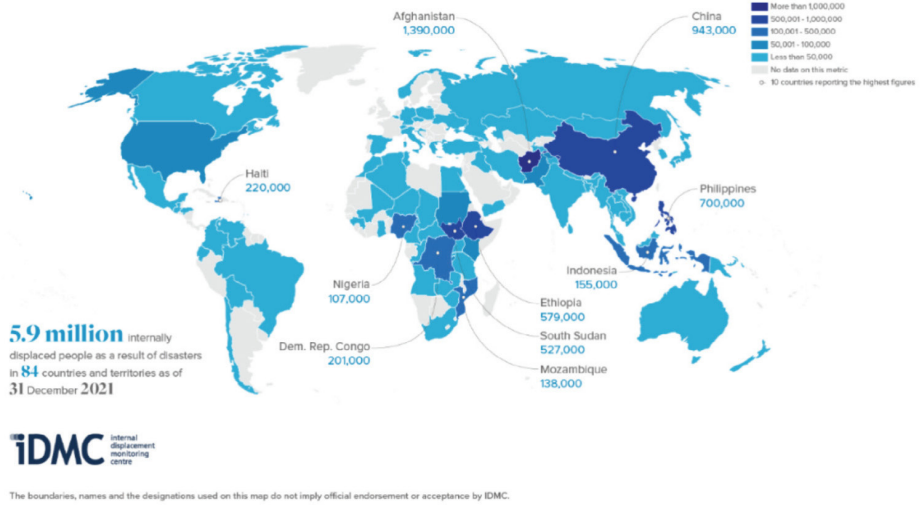 Afghanistan
1,390,000
China
943,000
More than 1,000,000
500,001 - 1,000,000
100,001 - 500,000
50,001 - 100,000
Less than 50,000
No data on this metric
10 countries reporting the highest figures
Haiti
220,000
Philippines
700,000
Indonesia
155,000
Nigeria
107,000
Ethiopia
579,000
South Sudan
527,000
Dem. Rep. Congo
201,000
Mozambique
138,000
5.9 million internally
displaced people as a result of disasters
in 84 countries and territories as of
31 December 2021
iDMC
internal
displacement
monitoring
centre
The boundaries, names and the designations used on this map do not imply official endorsement or acceptance by IDMC.